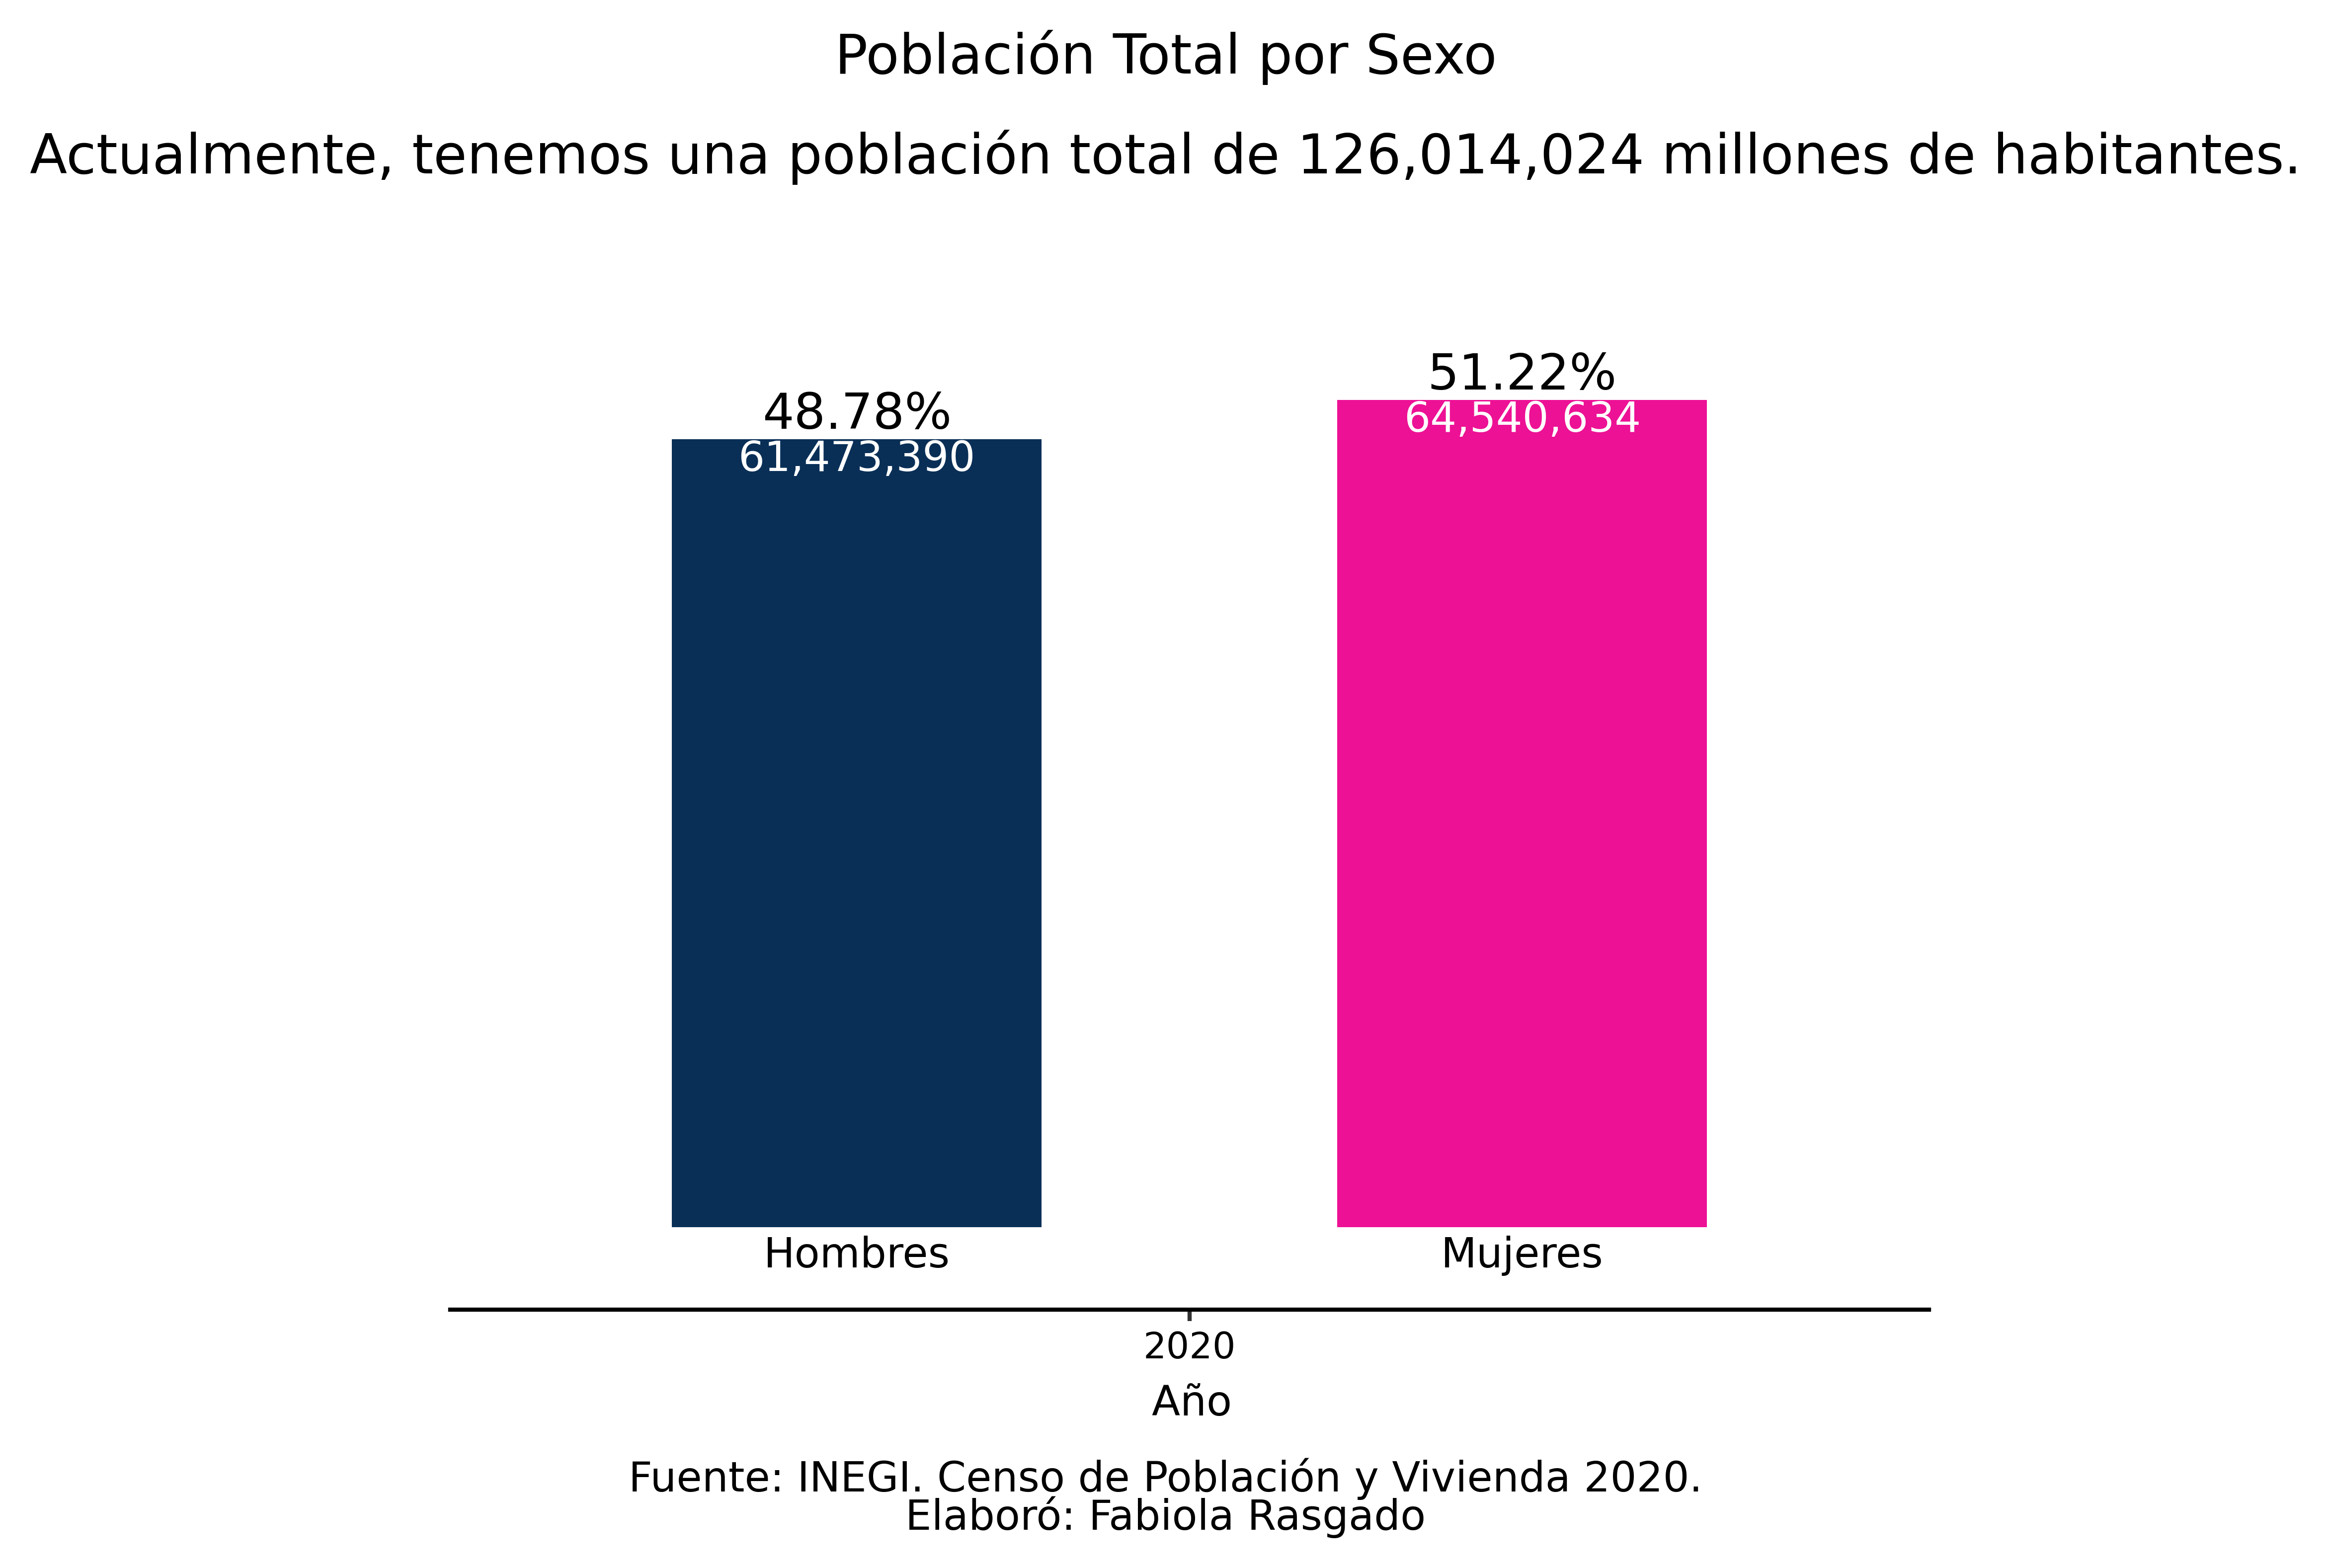 Población Total por Sexo
Actualmente, tenemos una población total de 126,014,024 millones de habitantes.
51.22%
64,540,634
48.78%
61,473,390
Hombres
Mujeres
2020
Año
Fuente: INEGI. Censo de Población y Vivienda 2020.
Elaboró: Fabiola Rasgado